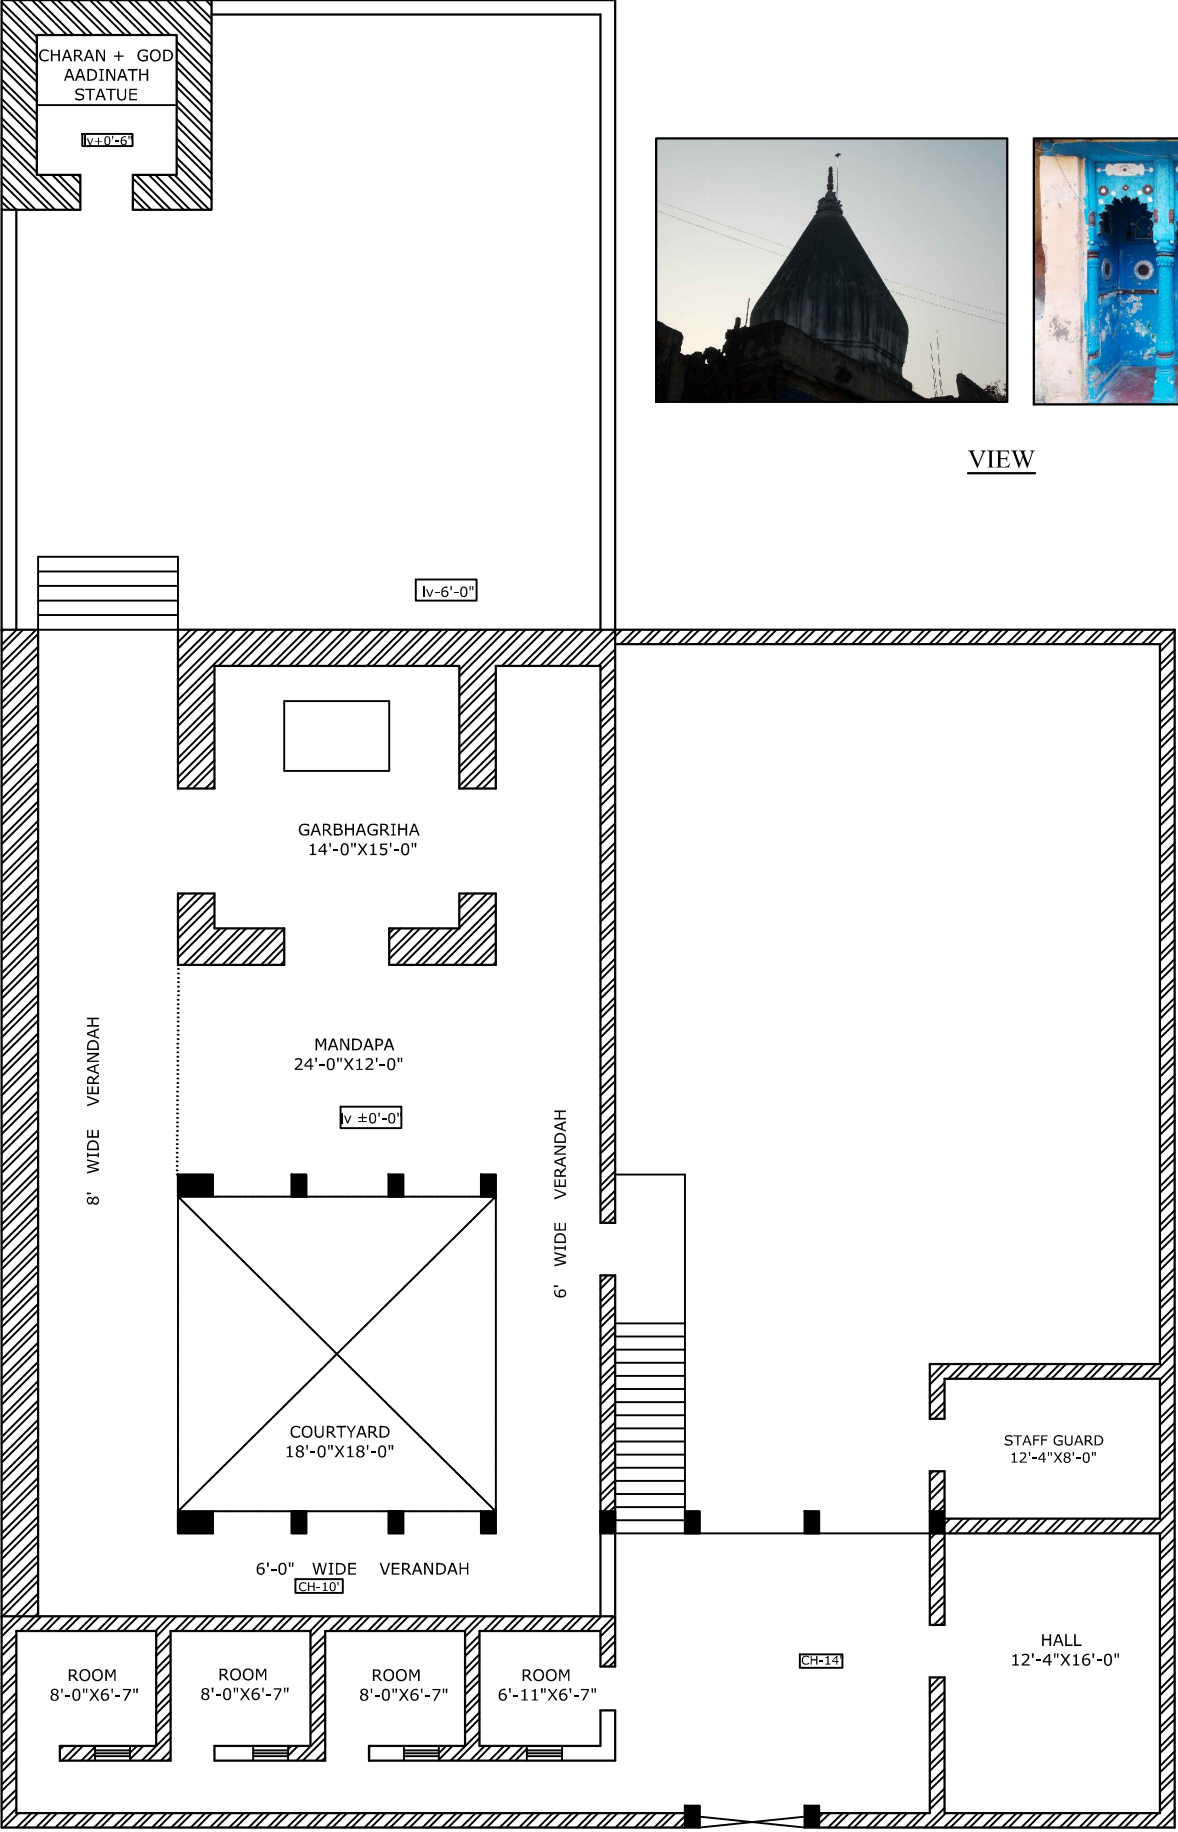 CHARAN + GOD
AADINATH
STATUE
lv+0'-6"
VIEW
lv-6'-0"
GARBHAGRIHA
14'-0"X15'-0"
8' WIDE VERANDAH
MANDAPA
24'-0"X12'-0"
lv ±0'-0"
6' WIDE VERANDAH
COURTYARD
18'-0"X18'-0"
STAFF GUARD
12'-4"X8'-0"
6'-0" WIDE VERANDAH
CH-10'
HALL
12'-4"X16'-0"
CH-14'
ROOM
8'-0"X6'-7"
ROOM
8'-0"X6'-7"
ROOM
8'-0"X6'-7"
ROOM
6'-11"X6'-7"